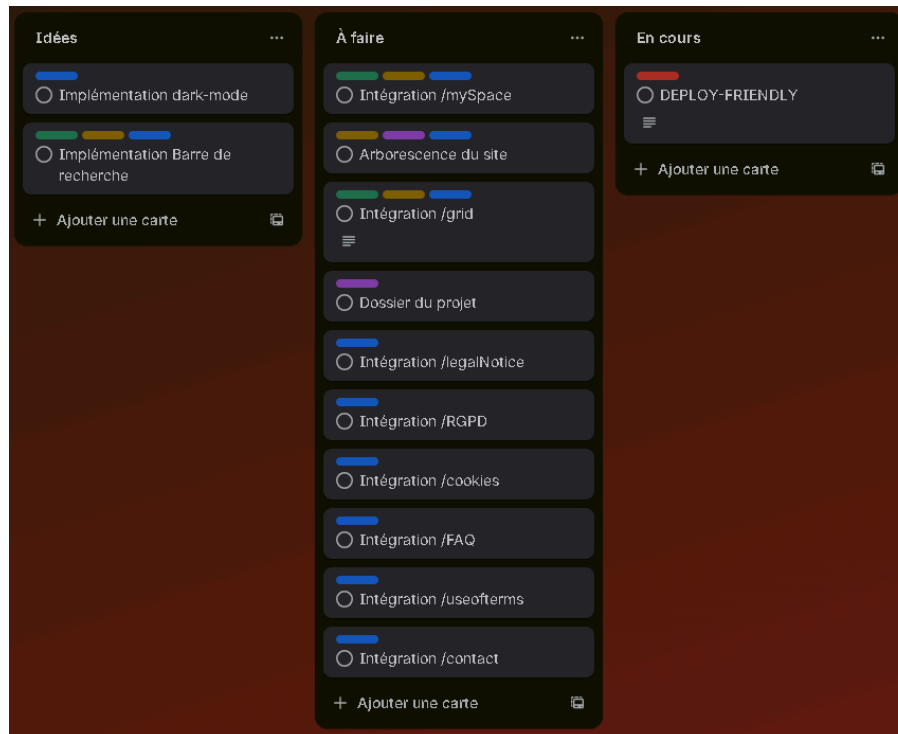 Idées
Implémentation dark-mode
Implémentation Barre de
recherche
Ajouter une carte
À faire
Intégration /mySpace
Arborescence du site
Intégration /grid
Dossier du projet
Intégration /legalNotice
Intégration /RGPD
Intégration /cookies
Intégration /FAQ
Intégration /useofterms
Intégration /contact
Ajouter une carte
En cours
DEPLOY-FRIENDLY
Ajouter une carte